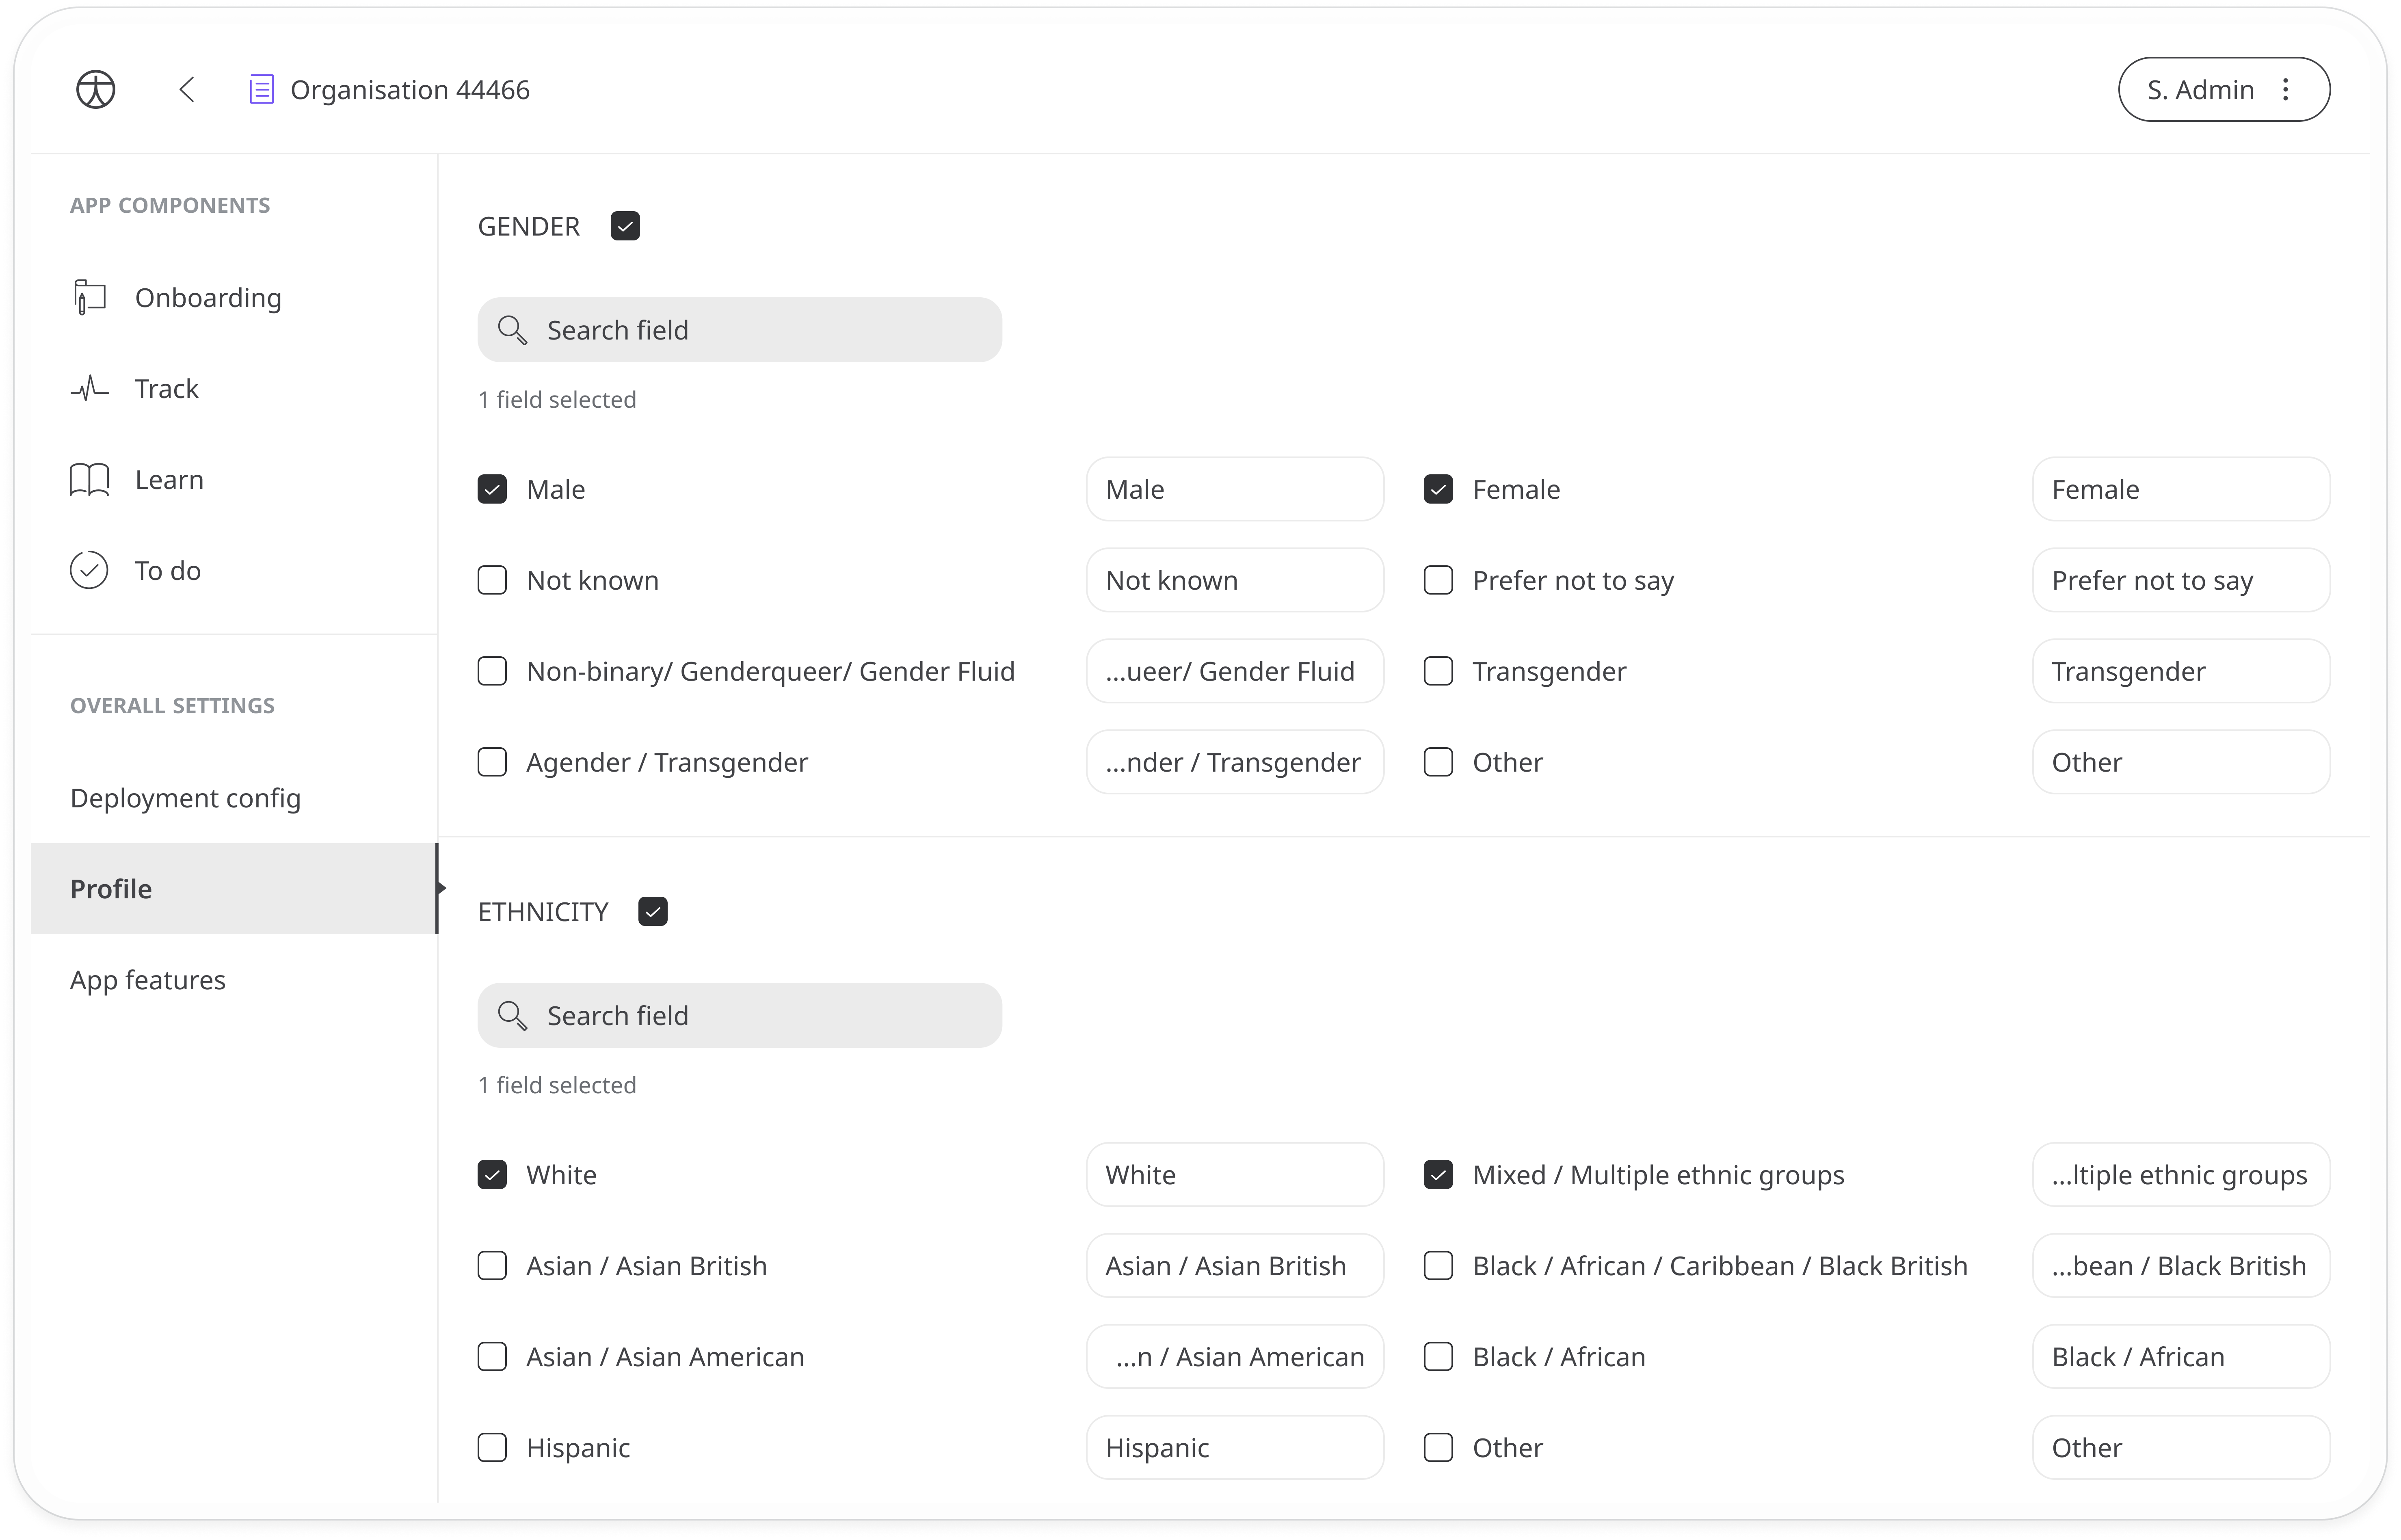 Organisation 44466
S. Admin
APP COMPONENTS
Onboarding
Track
Learn
To do
OVERALL SETTINGS
Deployment config
Profile
App features
GENDER
Search field
1 field selected
Male
Male
Female
Female
Not known
Not known
Prefer not to say
Prefer not to say
Non-binary/ Genderqueer/ Gender Fluid
...ueer/ Gender Fluid
Transgender
Transgender
Agender / Transgender
...nder / Transgender
Other
Other
ETHNICITY
Search field
1 field selected
White
White
Mixed / Multiple ethnic groups
...ltiple ethnic groups
Asian / Asian British
Asian / Asian British
Black / African / Caribbean / Black British
...bean / Black British
Asian / Asian American
...n / Asian American
Black / African
Black / African
Hispanic
Hispanic
Other
Other